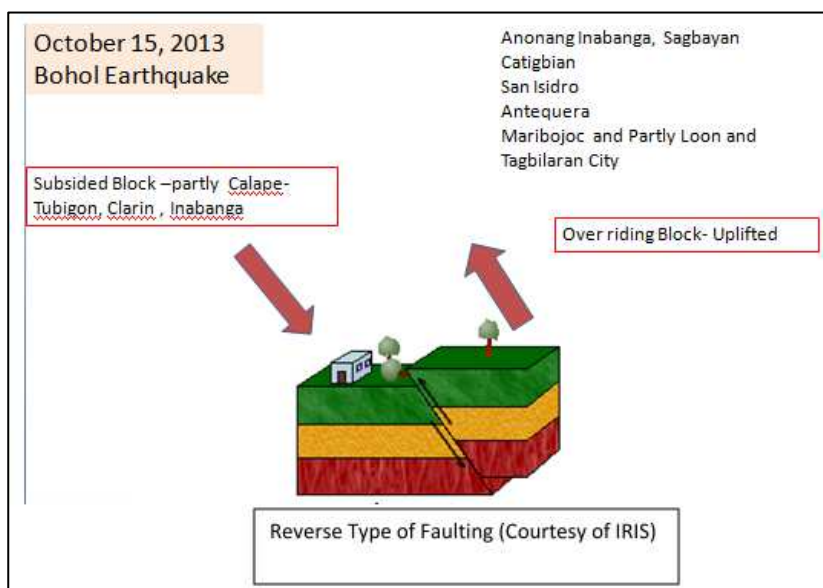 October 15, 2013
Bohol Earthquake
Anonang Inabanga, Sagbayan
Catigbian
San Isidro
Antequera
Maribojoc and Partly Loon and
Tagbilaran City
Subsided Block –partly Calape-
Tubigon, Clarin , Inabanga
Over riding Block- Uplifted
Reverse Type of Faulting (Courtesy of IRIS)